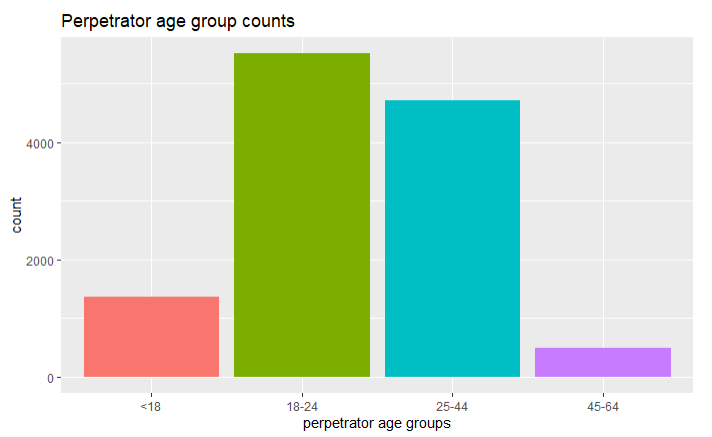 Perpetrator age group counts
count
4000
2000
0
<18
18-24
25-44
45-64
perpetrator age groups